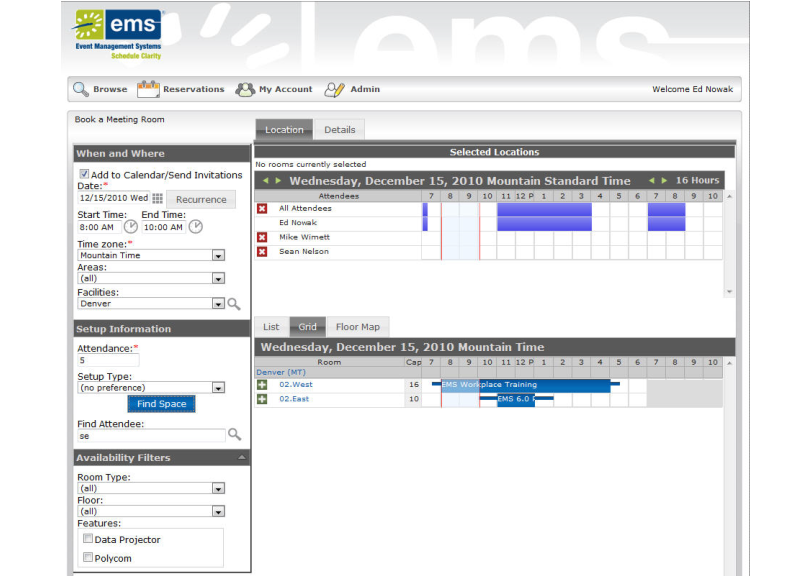 ems
Event Management Systems
Schedule Clarity
Browse Reservations My Account Admin Welcome Ed Nowak
Book a Meeting Room
Location Details
When and Where
Add to Calendar/Send Invitations
Date:*
12/15/2010 Wed Recurrence
Start Time: End Time:
8:00 AM 10:00 AM
Time zone:*
Mountain Time
Areas:
(all)
Facilities:
Denver
Setup Information
Attendance:*
5
Setup Type:
(no preference)
Find Space
Find Attendee:
se
Availability Filters
Room Type:
(all)
Floor:
(all)
Features:
Data Projector
Polycom
Selected Locations
No rooms currently selected
Wednesday, December 15, 2010 Mountain Standard Time 16 Hours
Attendees 7 8 9 10 11 12 P 1 2 3 4 5 6 7 8 9 10
All Attendees
Ed Nowak
Mike Wimett
Sean Nelson
List Grid Floor Map
Wednesday, December 15, 2010 Mountain Time
Room Cap 7 8 9 10 11 12 P 1 2 3 4 5 6 7 8 9 10
Denver (MT)
02.West 16 EMS Workplace Training
02.East 10 EMS 6.0